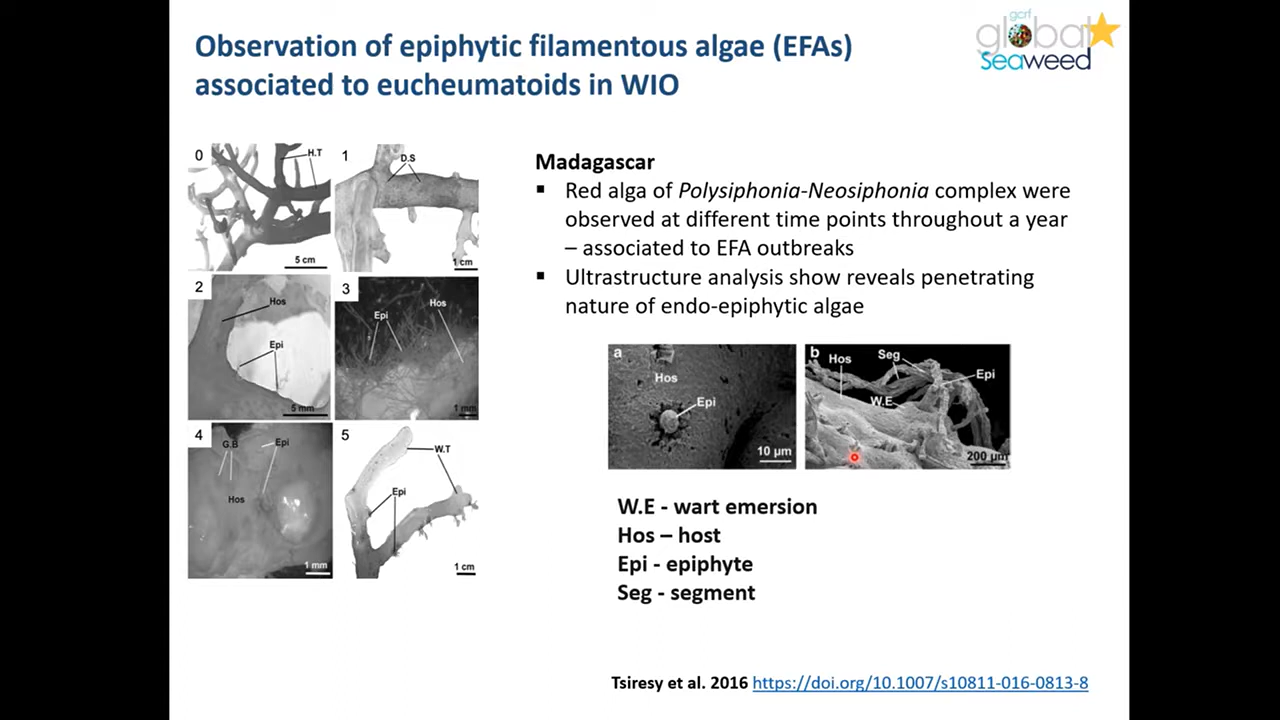 Observation of epiphytic filamentous algae (EFAs)
associated to eucheumatoids in WIO
gcrf
global
Seaweed
0
H.T
5 cm
1
D.S
1 cm
2
Hos
Epi
5 mm
3
Epi
Hos
1 mm
4
G.B
Epi
Hos
1 mm
5
W.T
Epi
1 cm
Madagascar
▪ Red alga of Polysiphonia-Neosiphonia complex were
observed at different time points throughout a year
– associated to EFA outbreaks
▪ Ultrastructure analysis show reveals penetrating
nature of endo-epiphytic algae
a
Hos
Epi
10 µm
b
Hos
Seg
Epi
W.E
200 µm
W.E - wart emersion
Hos – host
Epi - epiphyte
Seg - segment
Tsiresy et al. 2016 https://doi.org/10.1007/s10811-016-0813-8